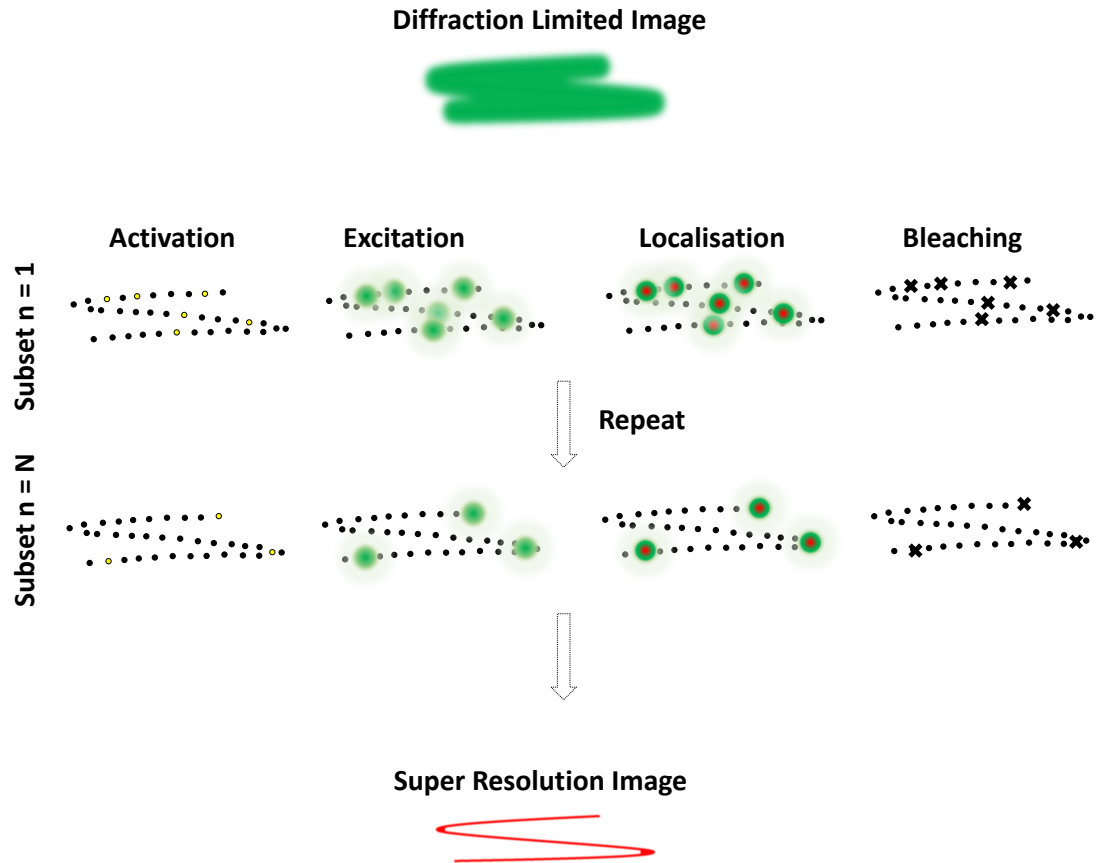 Diffraction Limited Image
Activation
Excitation
Localisation
Bleaching
Subset n = 1
Repeat
Subset n = N
Super Resolution Image